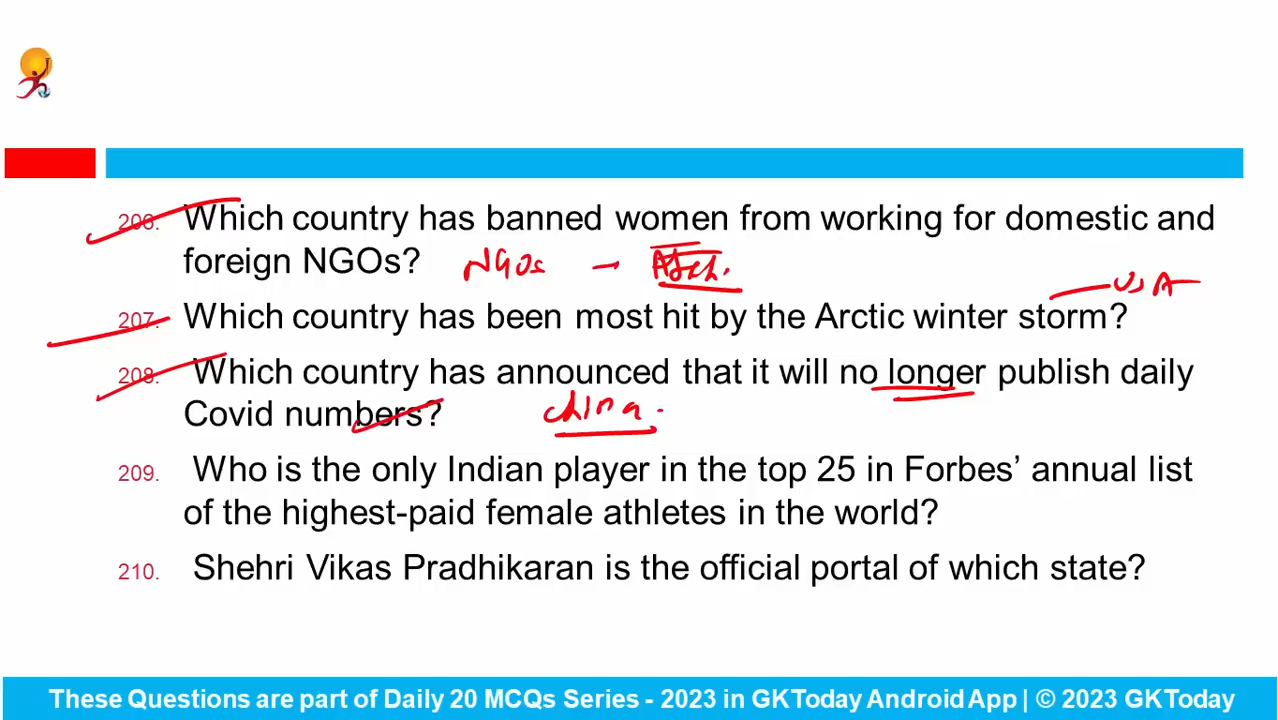 206. Which country has banned women from working for domestic and
foreign NGOs? NGOs – Afgh.
USA
207. Which country has been most hit by the Arctic winter storm?
208. Which country has announced that it will no longer publish daily
Covid numbers? china.
209. Who is the only Indian player in the top 25 in Forbes’ annual list
of the highest-paid female athletes in the world?
210. Shehri Vikas Pradhikaran is the official portal of which state?
These Questions are part of Daily 20 MCQs Series - 2023 in GKToday Android App | © 2023 GKToday